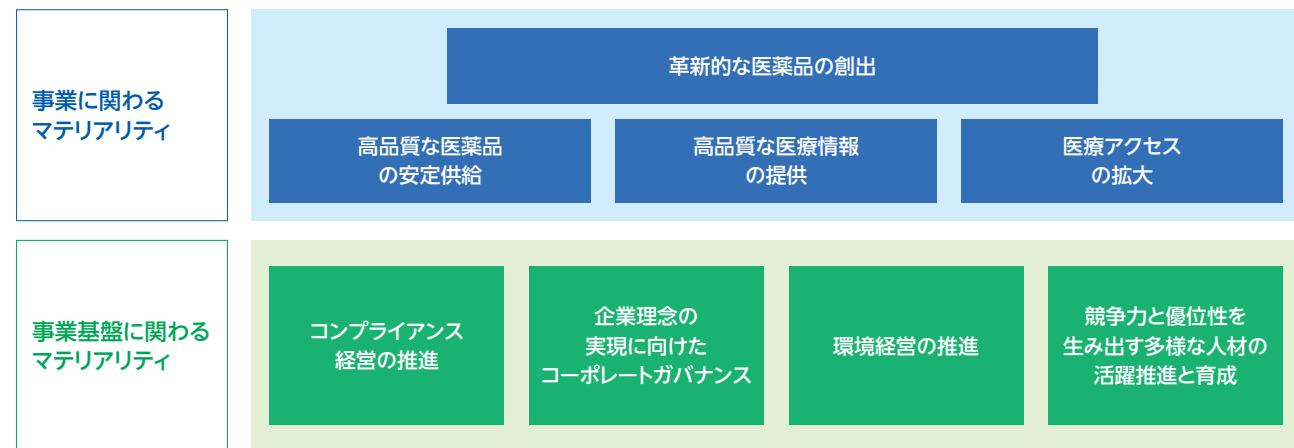 事業に関わる
マテリアリティ
革新的な医薬品の創出
高品質な医薬品
の安定供給
高品質な医療情報
の提供
医療アクセス
の拡大
事業基盤に関わる
マテリアリティ
コンプライアンス
経営の推進
企業理念の
実現に向けた
コーポレートガバナンス
環境経営の推進
競争力と優位性を
生み出す多様な人材の
活躍推進と育成